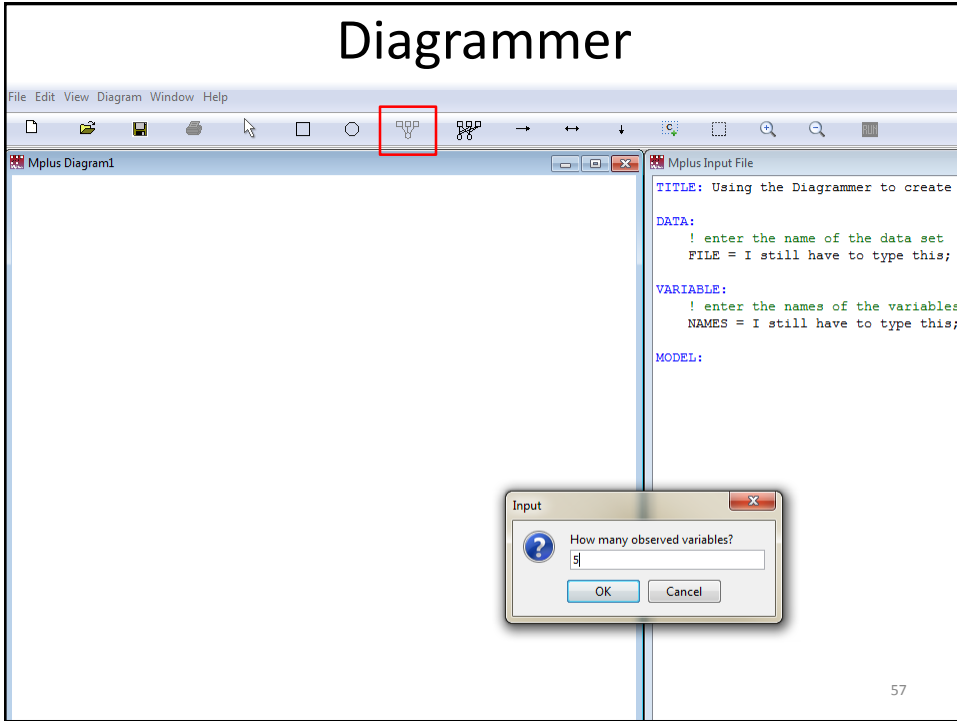 Diagrammer
File Edit View Diagram Window Help
C
RUN
Mplus Diagram1
Mplus Input File
TITLE: Using the Diagrammer to create
DATA:
! enter the name of the data set
FILE = I still have to type this;
VARIABLE:
! enter the names of the variables
NAMES = I still have to type this;
MODEL:
Input
How many observed variables?
5
OK Cancel
57